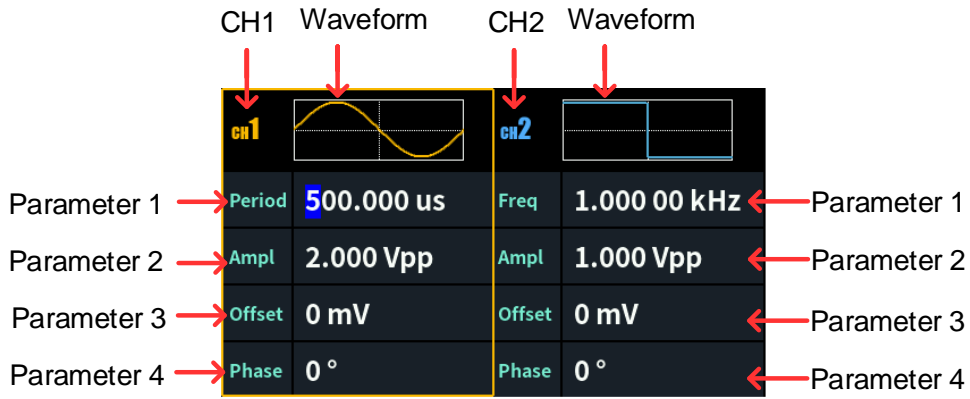 CH1 Waveform CH2 Waveform
CH1 CH2
Parameter 1 Period 500.000 us Freq 1.000 00 kHz Parameter 1
Parameter 2 Ampl 2.000 Vpp Ampl 1.000 Vpp Parameter 2
Parameter 3 Offset 0 mV Offset 0 mV Parameter 3
Parameter 4 Phase 0 ° Phase 0 ° Parameter 4